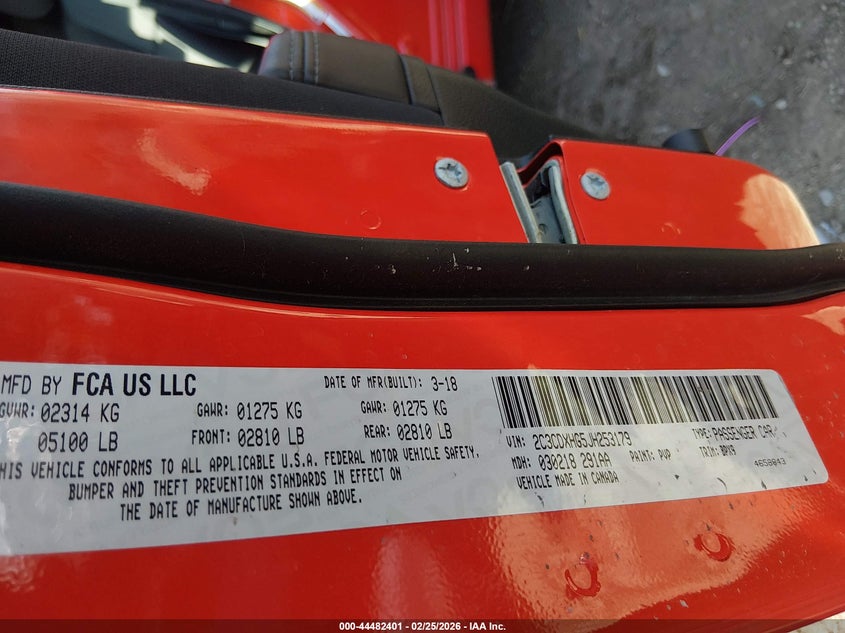 MFD BY FCA US LLC DATE OF MFR(BUILT): 3-18
GVWR: 02314 KG GAWR: 01275 KG GAWR: 01275 KG
05100 LB FRONT: 02810 LB REAR: 02810 LB
THIS VEHICLE CONFORMS TO ALL APPLICABLE U.S.A. FEDERAL MOTOR VEHICLE SAFETY,
BUMPER AND THEFT PREVENTION STANDARDS IN EFFECT ON
THE DATE OF MANUFACTURE SHOWN ABOVE.
VIN: 2C3CDXHG5JH253179 TYPE: PASSENGER CAR
MDH: 030218 291AA PAINT: PVP TRIM:
VEHICLE MADE IN CANADA 4658843
000-44482401 - 02/25/2026 - IAA Inc.